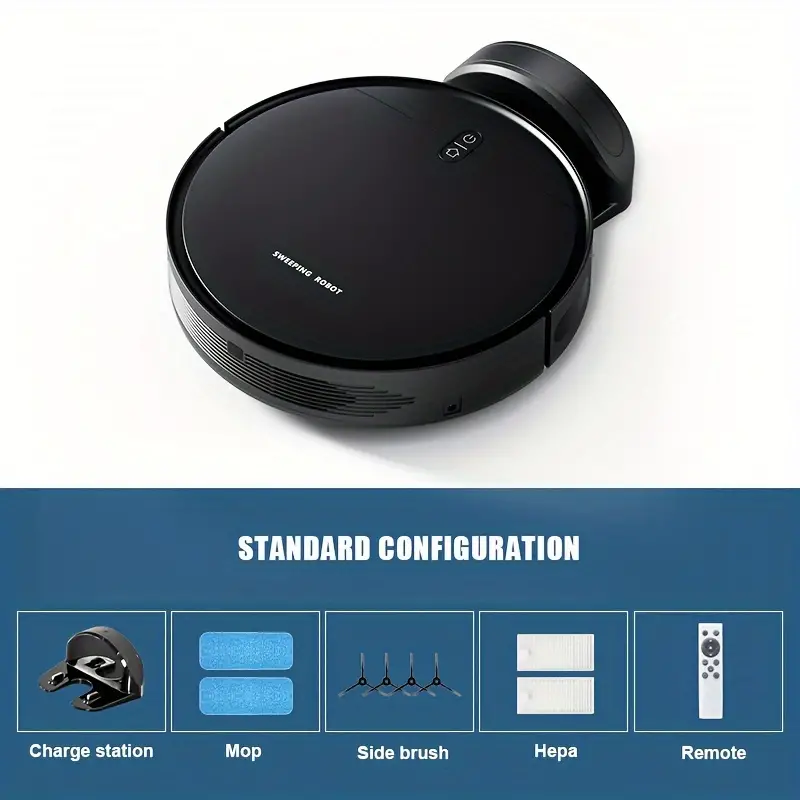 SWEEPING ROBOT
STANDARD CONFIGURATION
Charge station
Mop
Side brush
Hepa
Remote